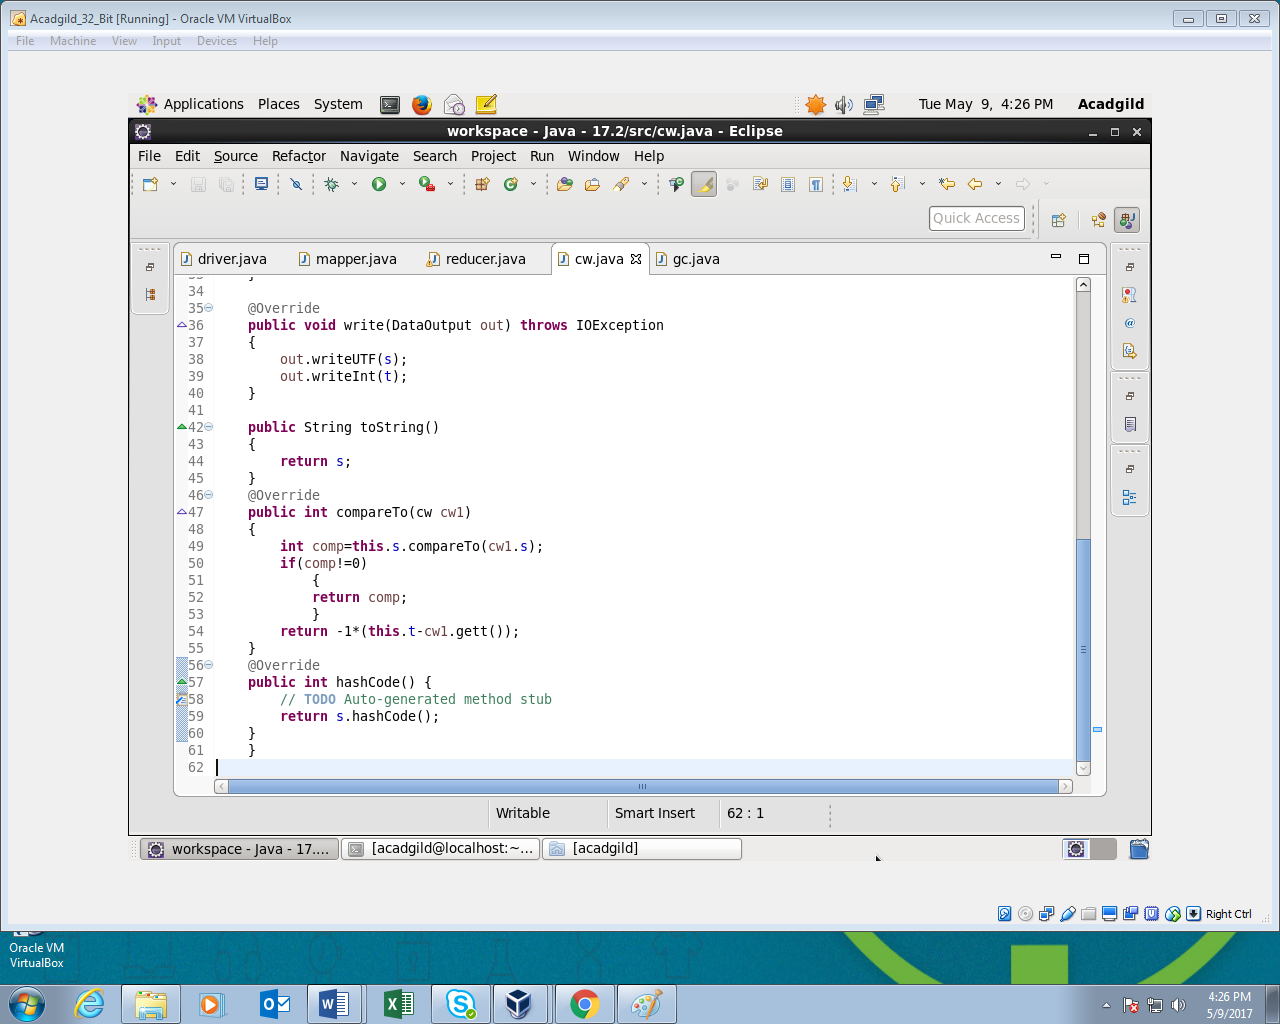 Acadgild_32_Bit [Running] - Oracle VM VirtualBox
File Machine View Input Devices Help
Applications Places System Tue May 9, 4:26 PM Acadgild
workspace - Java - 17.2/src/cw.java - Eclipse
File Edit Source Refactor Navigate Search Project Run Window Help
Quick Access
driver.java mapper.java reducer.java cw.java gc.java
34
35 @Override
36 public void write(DataOutput out) throws IOException
37 {
38 out.writeUTF(s);
39 out.writeInt(t);
40 }
41
42 public String toString()
43 {
44 return s;
45 }
46 @Override
47 public int compareTo(cw cw1)
48 {
49 int comp=this.s.compareTo(cw1.s);
50 if(comp!=0)
51 {
52 return comp;
53 }
54 return -1*(this.t-cw1.gett());
55 }
56 @Override
57 public int hashCode() {
58 // TODO Auto-generated method stub
59 return s.hashCode();
60 }
61 }
62
Writable Smart Insert 62 : 1
workspace - Java - 17.... [acadgild@localhost:~... [acadgild]
Right Ctrl
Oracle VM
VirtualBox
4:26 PM
5/9/2017